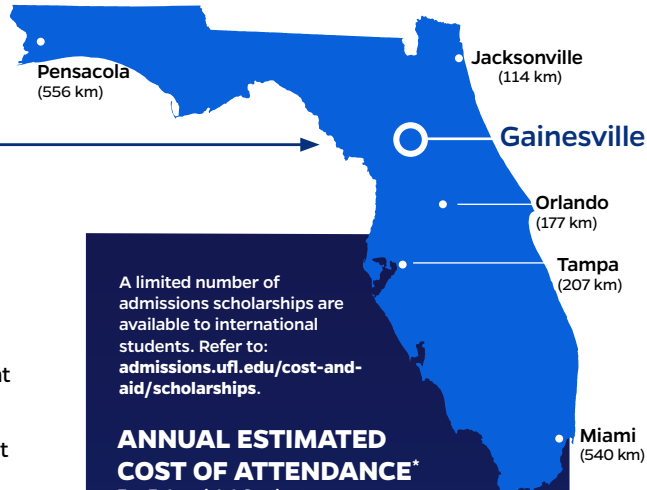 Pensacola
(556 km)
Jacksonville
(114 km)
Gainesville
Orlando
(177 km)
Tampa
(207 km)
A limited number of
admissions scholarships are
available to international
students. Refer to:
admissions.ufl.edu/cost-and-
aid/scholarships.
ANNUAL ESTIMATED
COST OF ATTENDANCE*
Miami
(540 km)